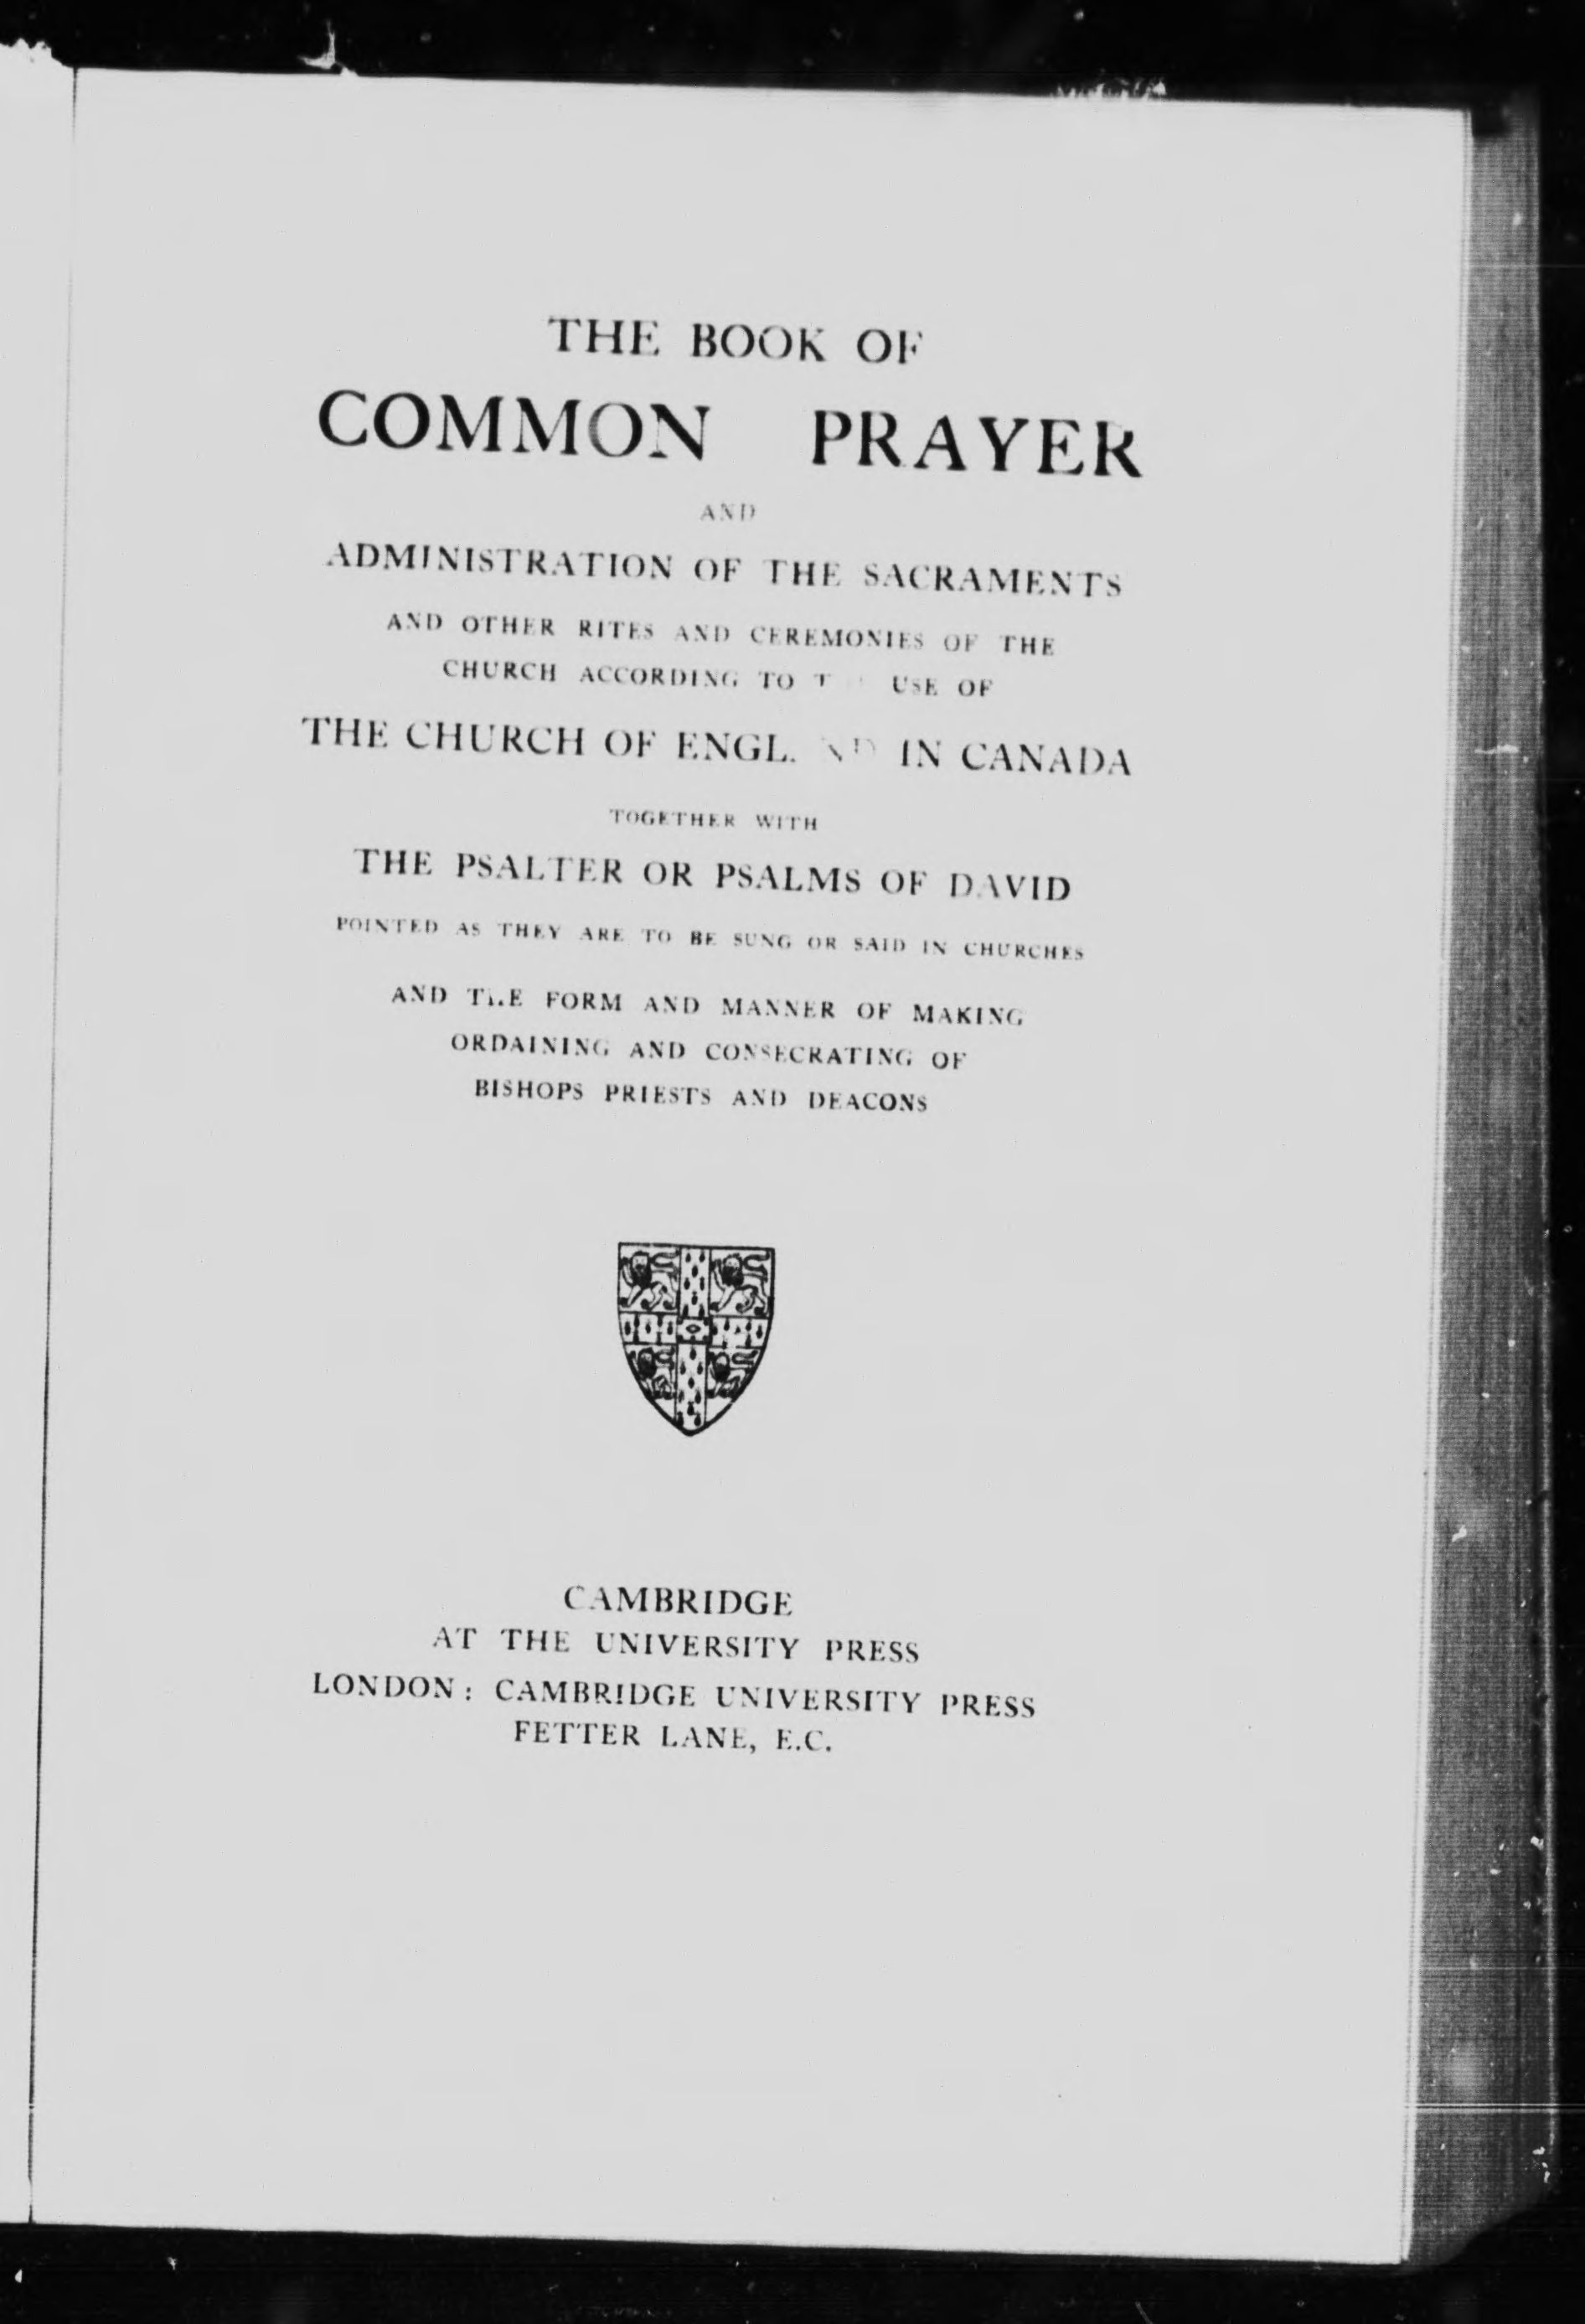 THE BOOK OF
COMMON PRAYER
AND
ADMINISTRATION OF THE SACRAMENTS
AND OTHER RITES AND CEREMONIES OF THE
CHURCH ACCORDING TO USE OF
THE CHURCH OF ENGLAND IN CANADA
TOGETHER WITH
THE PSALTER OR PSALMS OF DAVID
POINTED AS THEY ARE TO BE SUNG OR SAID IN CHURCHES
AND THE FORM AND MANNER OF MAKING
ORDAINING AND CONSECRATING OF
BISHOPS PRIESTS AND DEACONS
CAMBRIDGE
AT THE UNIVERSITY PRESS
LONDON: CAMBRIDGE UNIVERSITY PRESS
FETTER LANE, E.C.